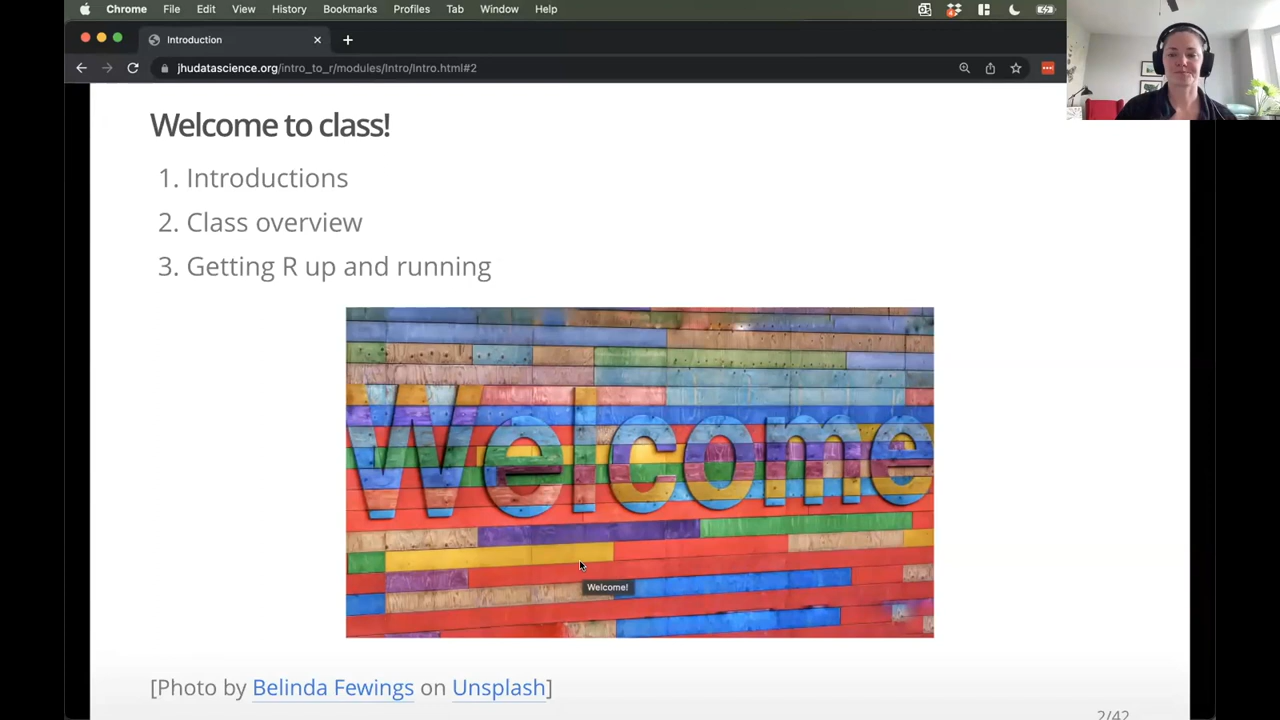 Chrome File Edit View History Bookmarks Profiles Tab Window Help
Introduction
jhudatascience.org/intro_to_r/modules/Intro/Intro.html#2
Welcome to class!
1. Introductions
2. Class overview
3. Getting R up and running
Welcome
Welcome!
[Photo by Belinda Fewings on Unsplash]
2/42